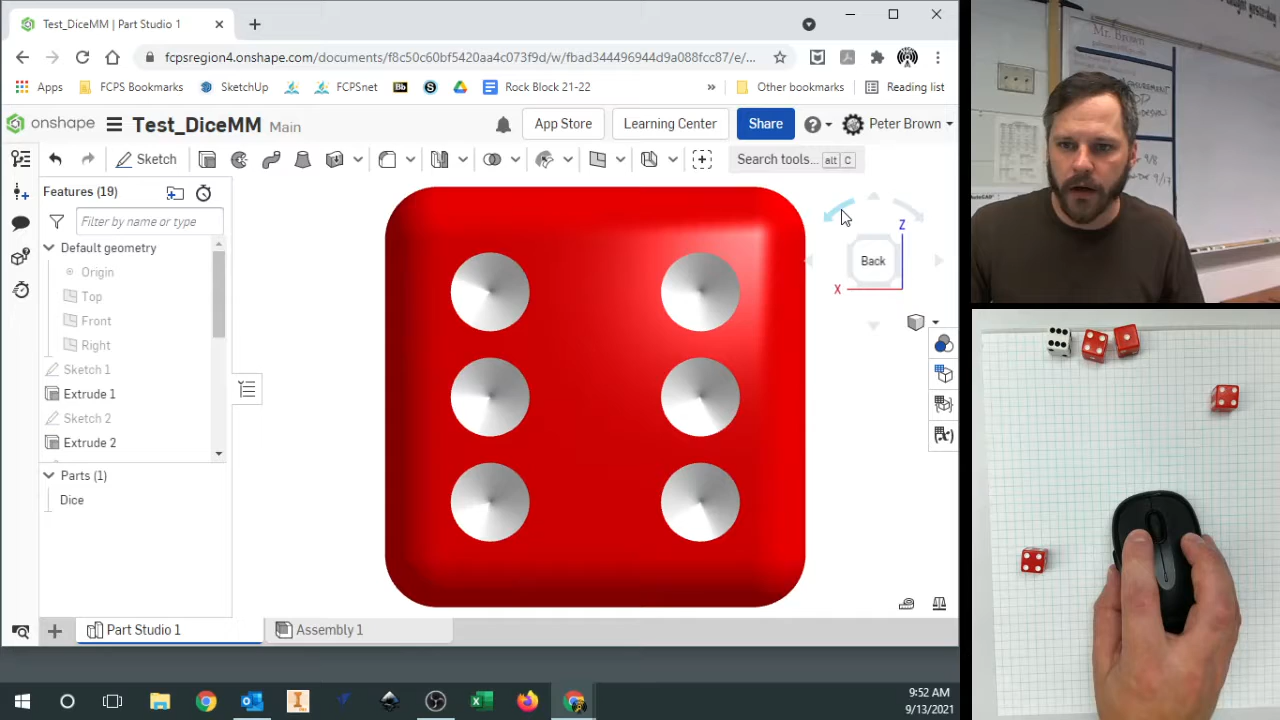 Test_DiceMM | Part Studio 1
fcpsregion4.onshape.com/documents/f8c50c60bf5420aa4c073f9d/w/fbad344496944d9a088fcc87/e/...
Apps FCPS Bookmarks SketchUp FCPSnet Bb S Rock Block 21-22 » Other bookmarks Reading list
onshape Test_DiceMM Main App Store Learning Center Share Peter Brown
Sketch Search tools... alt C
Features (19)
Filter by name or type
Default geometry
Origin
Top
Front
Right
Sketch 1
Extrude 1
Sketch 2
Extrude 2
Parts (1)
Dice
Z
Back
X
(x)
Part Studio 1 Assembly 1
9:52 AM
9/13/2021
Mr. Brown